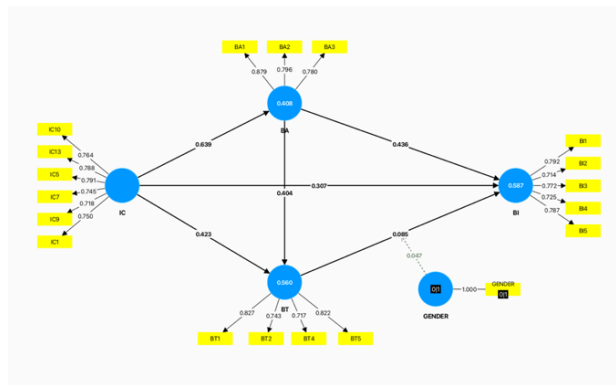 BA1
BA2
BA3
0.879
0.796
0.780
0.408
BA
IC10
IC13
IC5
IC7
IC9
IC1
0.764
0.788
0.791
0.745
0.718
0.750
IC
0.639
0.436
0.307
0.404
0.423
0.085
0.047
BI1
BI2
BI3
BI4
BI5
0.792
0.714
0.772
0.725
0.787
0.587
BI
0.560
BT
0.827
0.743
0.717
0.822
BT1
BT2
BT4
BT5
0|1
GENDER
1.000
GENDER
0|1